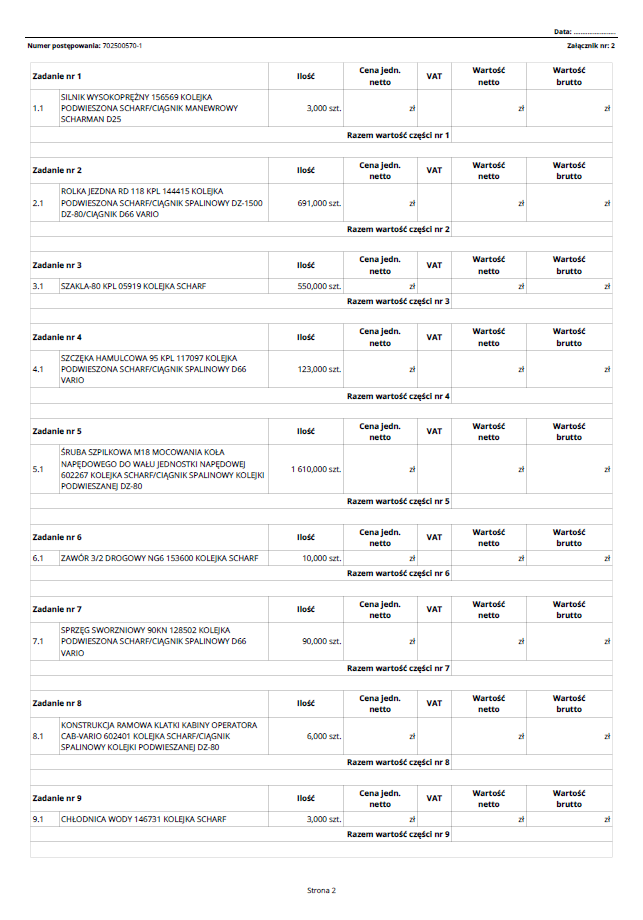 Data: ......................
Numer postępowania: 702500570-1 Załącznik nr: 2
Zadanie nr 1 Ilość Cena jedn. netto VAT Wartość netto Wartość brutto
1.1 SILNIK WYSOKOPRĘŻNY 156569 KOLEJKA
PODWIESZONA SCHARF/CIĄGNIK MANEWROWY
SCHARMAN D25
3,000 szt. zł zł zł
Razem wartość części nr 1
Zadanie nr 2 Ilość Cena jedn. netto VAT Wartość netto Wartość brutto
2.1 ROLKA JEZDNA RD 118 KPL 144415 KOLEJKA
PODWIESZONA SCHARF/CIĄGNIK SPALINOWY DZ-1500
DZ-80/CIĄGNIK D66 VARIO
691,000 szt. zł zł zł
Razem wartość części nr 2
Zadanie nr 3 Ilość Cena jedn. netto VAT Wartość netto Wartość brutto
3.1 SZAKLA-80 KPL 05919 KOLEJKA SCHARF 550,000 szt. zł zł zł
Razem wartość części nr 3
Zadanie nr 4 Ilość Cena jedn. netto VAT Wartość netto Wartość brutto
4.1 SZCZĘKA HAMULCOWA 95 KPL 117097 KOLEJKA
PODWIESZONA SCHARF/CIĄGNIK SPALINOWY D66
VARIO
123,000 szt. zł zł zł
Razem wartość części nr 4
Zadanie nr 5 Ilość Cena jedn. netto VAT Wartość netto Wartość brutto
5.1 ŚRUBA SZPILKOWA M18 MOCOWANIA KOŁA
NAPĘDOWEGO DO WAŁU JEDNOSTKI NAPĘDOWEJ
602267 KOLEJKA SCHARF/CIĄGNIK SPALINOWY KOLEJKI
PODWIESZANEJ DZ-80
1 610,000 szt. zł zł zł
Razem wartość części nr 5
Zadanie nr 6 Ilość Cena jedn. netto VAT Wartość netto Wartość brutto
6.1 ZAWÓR 3/2 DROGOWY NG6 153600 KOLEJKA SCHARF 10,000 szt. zł zł zł
Razem wartość części nr 6
Zadanie nr 7 Ilość Cena jedn. netto VAT Wartość netto Wartość brutto
7.1 SPRZĘG SWORZNIOWY 90KN 128502 KOLEJKA
PODWIESZONA SCHARF/CIĄGNIK SPALINOWY D66
VARIO
90,000 szt. zł zł zł
Razem wartość części nr 7
Zadanie nr 8 Ilość Cena jedn. netto VAT Wartość netto Wartość brutto
8.1 KONSTRUKCJA RAMOWA KLATKI KABINY OPERATORA
CAB-VARIO 602401 KOLEJKA SCHARF/CIĄGNIK
SPALINOWY KOLEJKI PODWIESZANEJ DZ-80
6,000 szt. zł zł zł
Razem wartość części nr 8
Zadanie nr 9 Ilość Cena jedn. netto VAT Wartość netto Wartość brutto
9.1 CHŁODNICA WODY 146731 KOLEJKA SCHARF 3,000 szt. zł zł zł
Razem wartość części nr 9
Strona 2